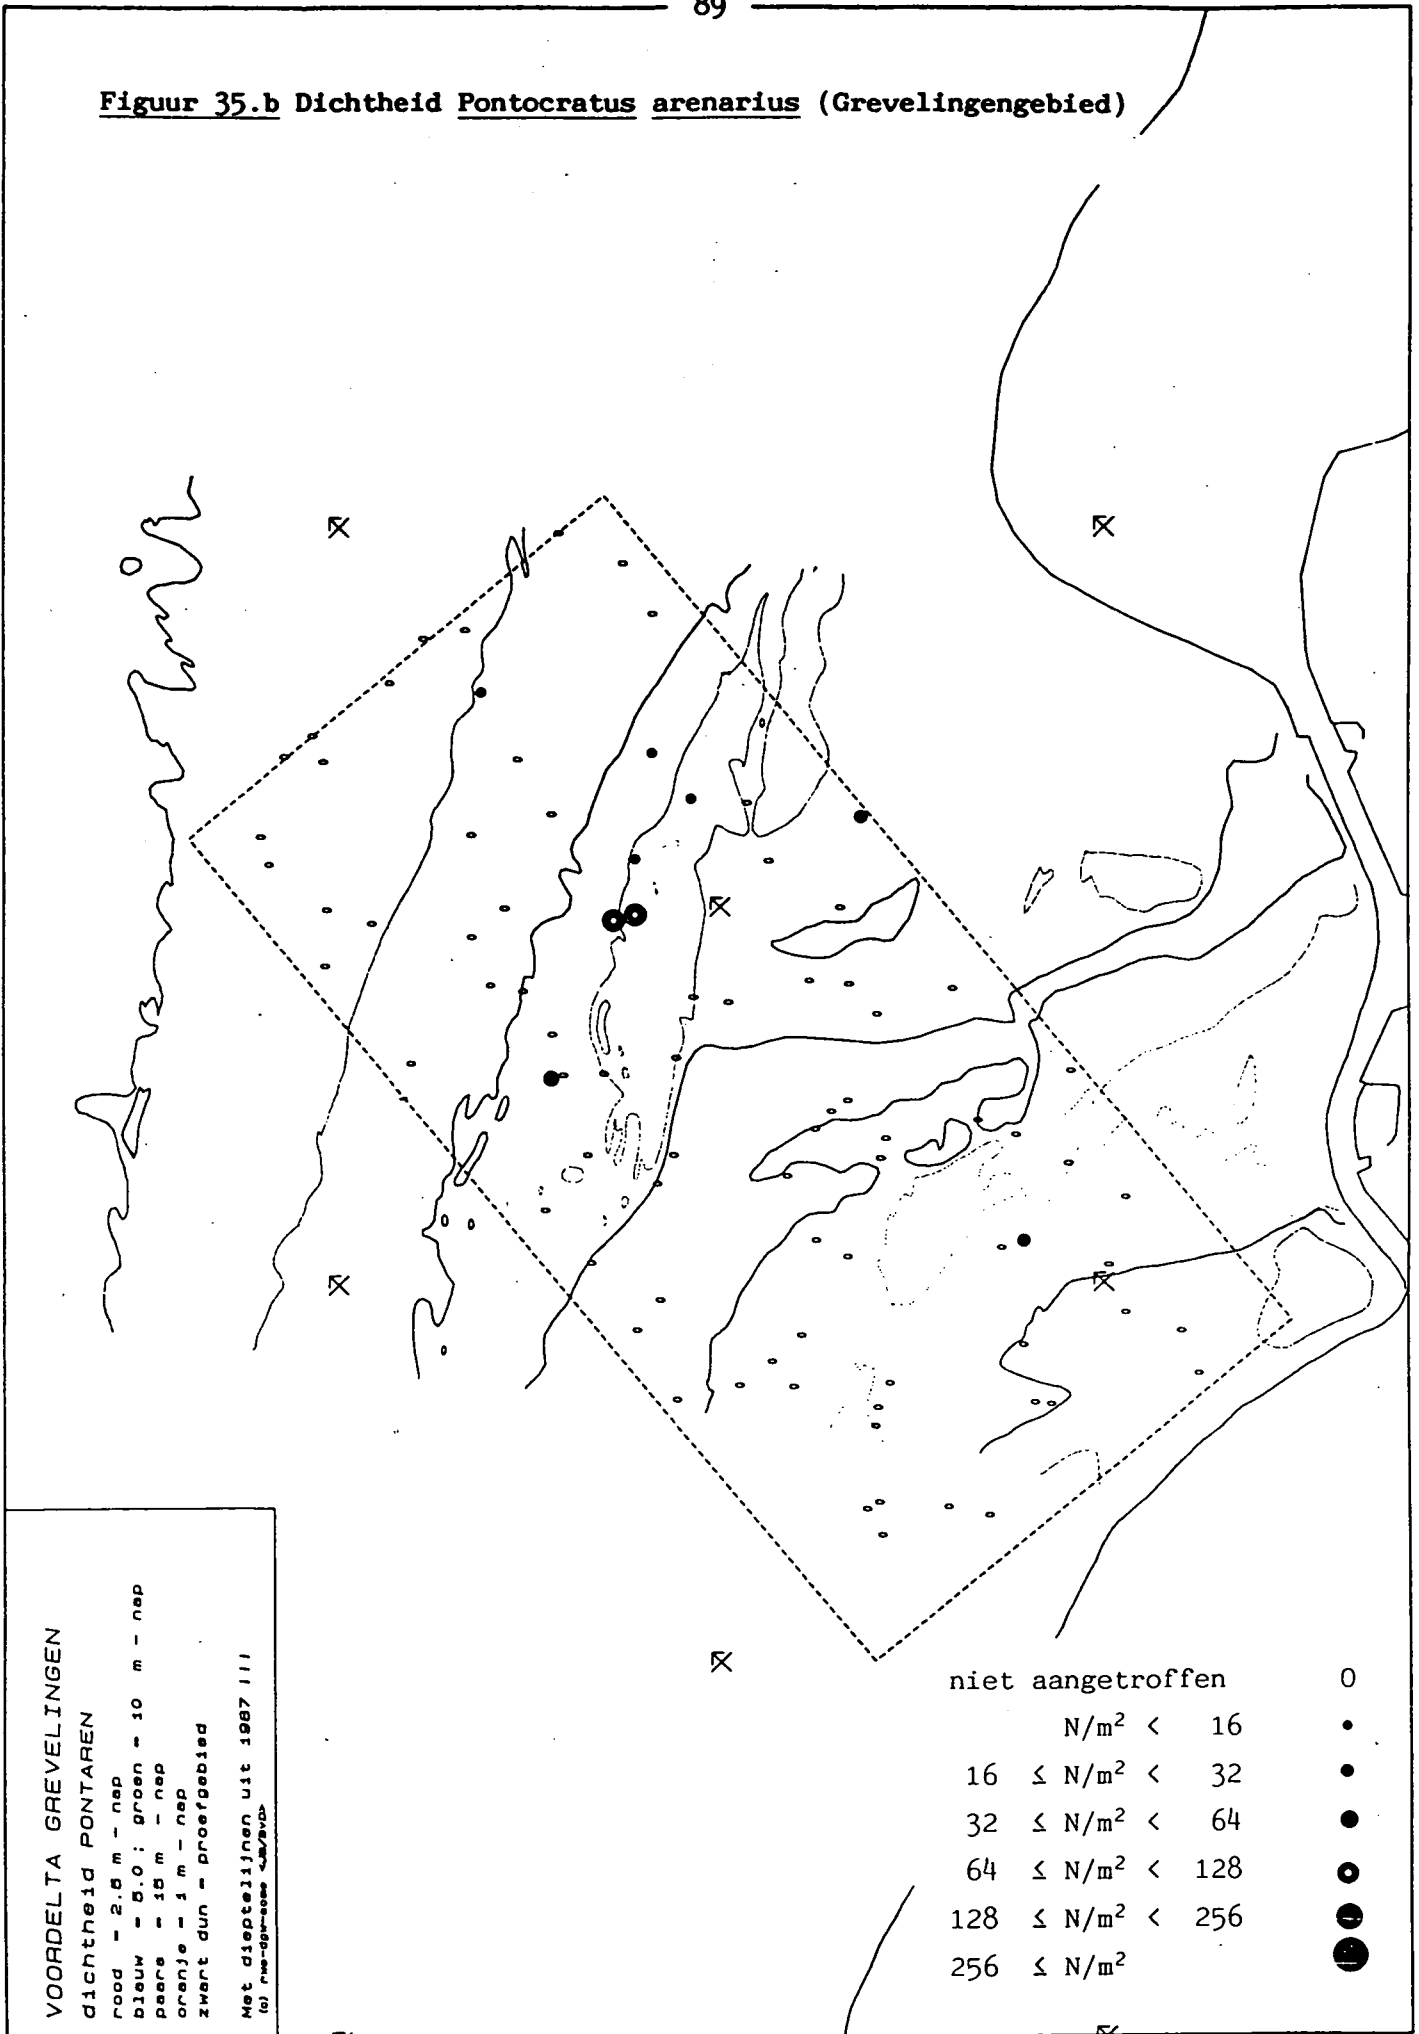 89
Figuur 35.b Dichtheid Pontocratus arenarius (Grevelingengebied)
niet aangetroffen 0
N/m² < 16
16 ≤ N/m² < 32
32 ≤ N/m² < 64
64 ≤ N/m² < 128
128 ≤ N/m² < 256
256 ≤ N/m²
VOORDELTA GREVELINGEN
dichtheid PONTAREN
rood = 2.5 m - nap
blauw = 5.0 ; groen = 10 m - nap
paars = 15 m - nap
oranje = 1 m - nap
zwart dun = proefgebied
Met dieptelijnen uit 1987 !!!